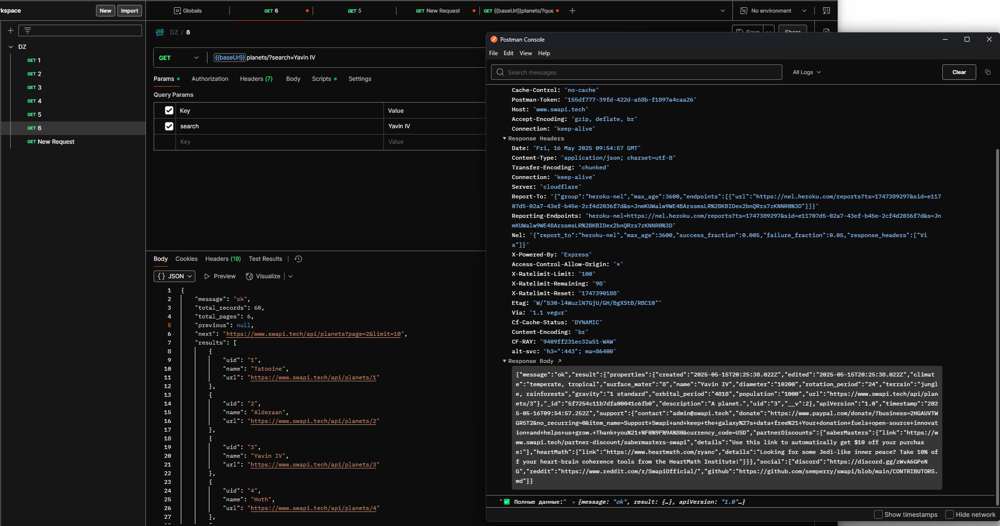 kspace
New
Import
Globals
GET 6
GET 5
GET New Request
GET {{baseUrl}}planets/?que
No environment
DZ
GET 1
GET 2
GET 3
GET 4
GET 5
GET 6
GET New Request
HTTP DZ / 6
Save
Share
GET
{{baseUrl}}planets/?search=Yavin IV
Params
Authorization
Headers (7)
Body
Scripts
Settings
Query Params
Key Value
search Yavin IV
Key Value
Body
Cookies
Headers (19)
Test Results
{} JSON
Preview
Visualize
1 {
2 "message": "ok",
3 "total_records": 60,
4 "total_pages": 6,
5 "previous": null,
6 "next": "https://www.swapi.tech/api/planets?page=2&limit=10",
7 "results": [
8 {
9 "uid": "1",
10 "name": "Tatooine",
11 "url": "https://www.swapi.tech/api/planets/1"
12 },
13 {
14 "uid": "2",
15 "name": "Alderaan",
16 "url": "https://www.swapi.tech/api/planets/2"
17 },
18 {
19 "uid": "3",
20 "name": "Yavin IV",
21 "url": "https://www.swapi.tech/api/planets/3"
22 },
23 {
24 "uid": "4",
25 "name": "Hoth",
26 "url": "https://www.swapi.tech/api/planets/4"
27 },
Postman Console
File Edit View Help
Search messages
All Logs
Clear
Cache-Control: "no-cache"
Postman-Token: "155df777-39fd-422d-a58b-f1897a4caa26"
Host: "www.swapi.tech"
Accept-Encoding: "gzip, deflate, br"
Connection: "keep-alive"
Response Headers
Date: "Fri, 16 May 2025 09:54:57 GMT"
Content-Type: "application/json; charset=utf-8"
Transfer-Encoding: "chunked"
Connection: "keep-alive"
Server: "cloudflare"
Report-To: "{"group":"heroku-nel","max_age":3600,"endpoints":[{"url":"https://nel.heroku.com/reports?ts=1747389297&sid=e117
07d5-02a7-43ef-b45e-2cf4d2036f7d&s=JnmKUWalw9WE4BArssmsLR%2BKBIDex2bnQRrs7zKNNR0%3D"}]}"
Reporting-Endpoints: "heroku-nel=https://nel.heroku.com/reports?ts=1747389297&sid=e11707d5-02a7-43ef-b45e-2cf4d2036f7d&s=Jn
mKUWalw9WE4BArssmsLR%2BKBIDex2bnQRrs7zKNNR0%3D"
Nel: "{"report_to":"heroku-nel","max_age":3600,"success_fraction":0.005,"failure_fraction":0.05,"response_headers":["Vi
a"]}"
X-Powered-By: "Express"
Access-Control-Allow-Origin: "*"
X-Ratelimit-Limit: "100"
X-Ratelimit-Remaining: "98"
X-Ratelimit-Reset: "1747390188"
Etag: "W/"530-l4WuzlN7GjU/GH/BgXStB/RBC10""
Via: "1.1 vegur"
Cf-Cache-Status: "DYNAMIC"
Content-Encoding: "br"
CF-RAY: "9409ff231ec32a51-WAW"
alt-svc: "h3=":443"; ma=86400"
Response Body
{"message":"ok","result":{"properties":{"created":"2025-05-15T20:25:38.022Z","edited":"2025-05-15T20:25:38.022Z","climat
e":"temperate, tropical","surface_water":"8","name":"Yavin IV","diameter":"10200","rotation_period":"24","terrain":"jungl
e, rainforests","gravity":"1 standard","orbital_period":"4818","population":"1000","url":"https://www.swapi.tech/api/plan
ets/3"},"_id":"5f7254c11b7dfa00041c6fb0","description":"A planet.","uid":"3","__v":2},"apiVersion":"1.0","timestamp":"202
5-05-16T09:54:57.252Z","support":{"contact":"admin@swapi.tech","donate":"https://www.paypal.com/donate/?business=2HGAUVTW
GR5T2&no_recurring=0&item_name=Support+Swapi+and+keep+the+galaxy%27s+data+free%21+Your+donation+fuels+open-source+innovat
ion+and+helps+us+grow.+Thank+you%21+%F0%9F%9A%80&currency_code=USD","partnerDiscounts":{"saberMasters":{"link":"https://w
ww.swapi.tech/partner-discount/sabermasters-swapi","details":"Use this link to automatically get $10 off your purchas
e!"},"heartMath":{"link":"https://www.heartmath.com/ryanc","details":"Looking for some Jedi-like inner peace? Take 10% of
f your heart-brain coherence tools from the HeartMath Institute!"}}},"social":{"discord":"https://discord.gg/zWvA6GPeN
G","reddit":"https://www.reddit.com/r/SwapiOfficial/","github":"https://github.com/semperry/swapi/blob/main/CONTRIBUTORS.
md"}}
"✅ Полные данные:" {message: "ok", result: {…}, apiVersion: "1.0"…}
Show timestamps
Hide network